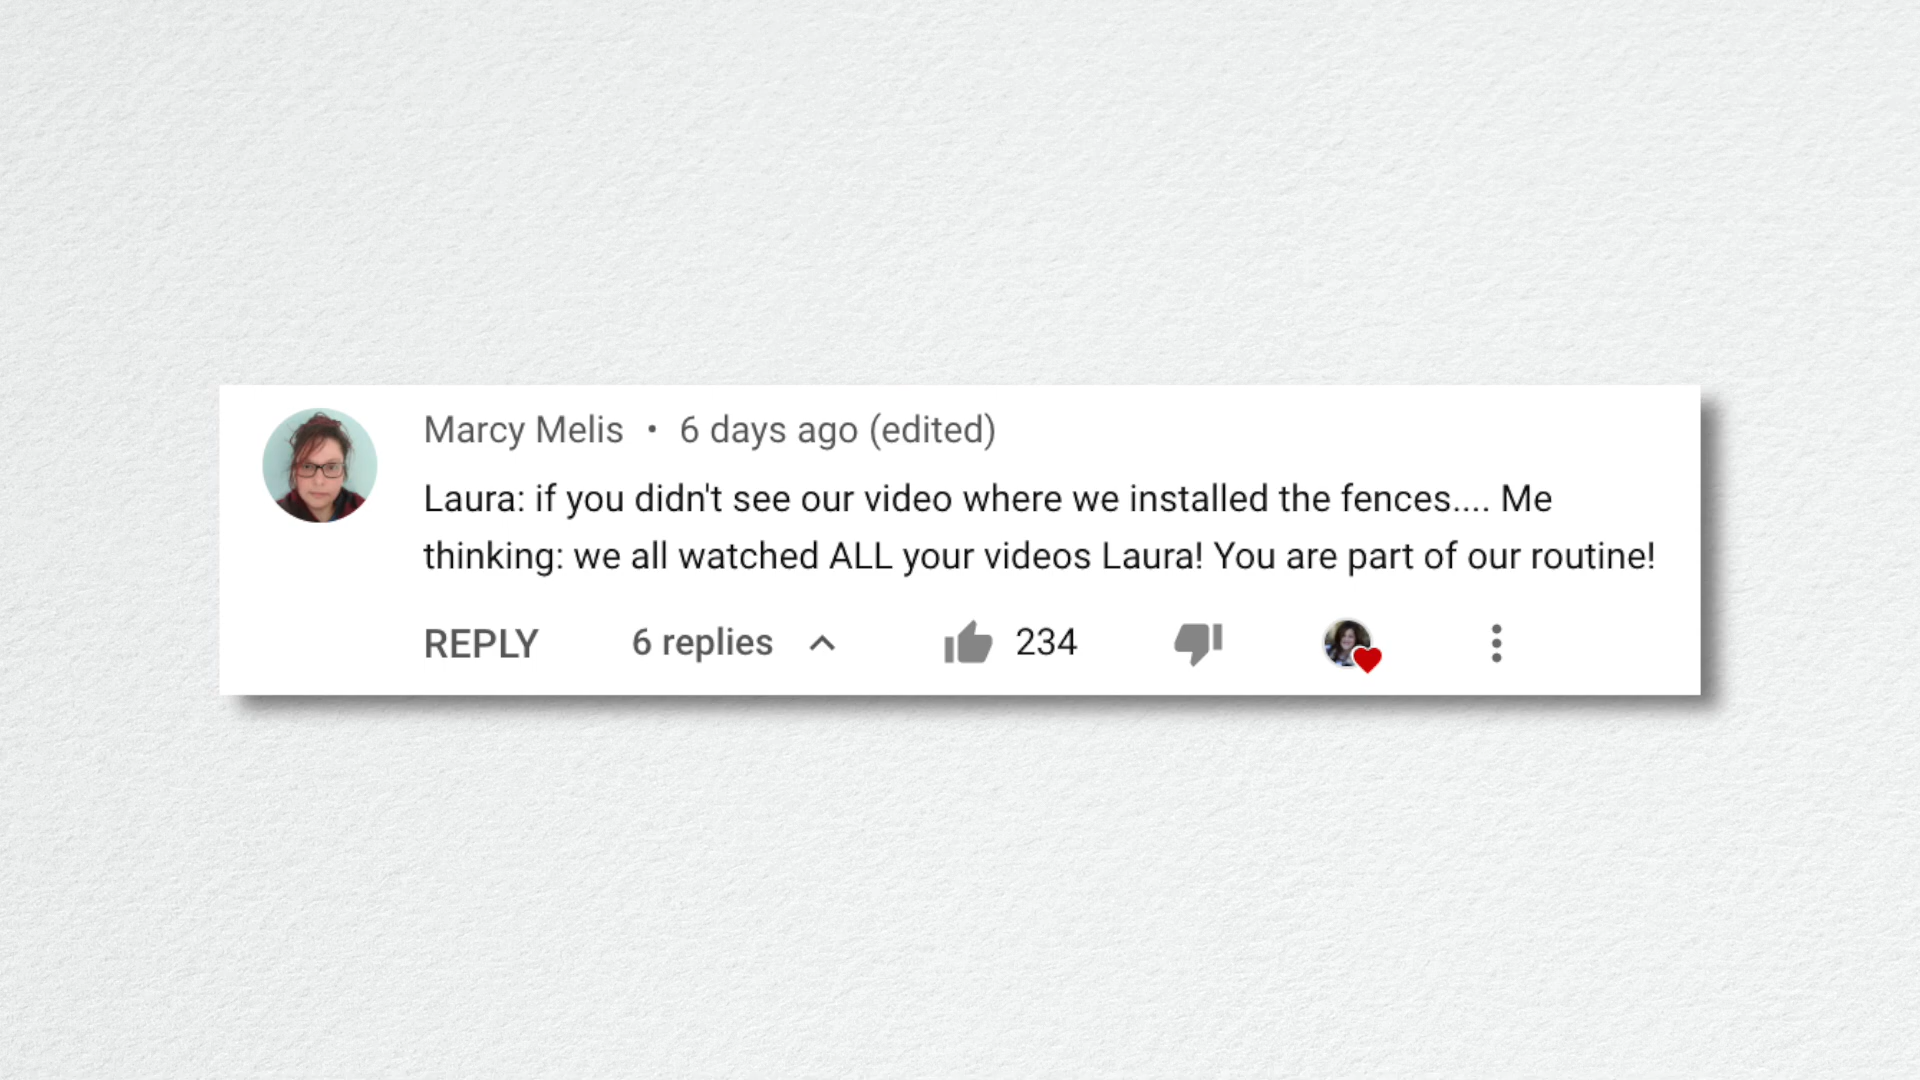 Marcy Melis • 6 days ago (edited)
Laura: if you didn't see our video where we installed the fences.... Me
thinking: we all watched ALL your videos Laura! You are part of our routine!
REPLY 6 replies 234